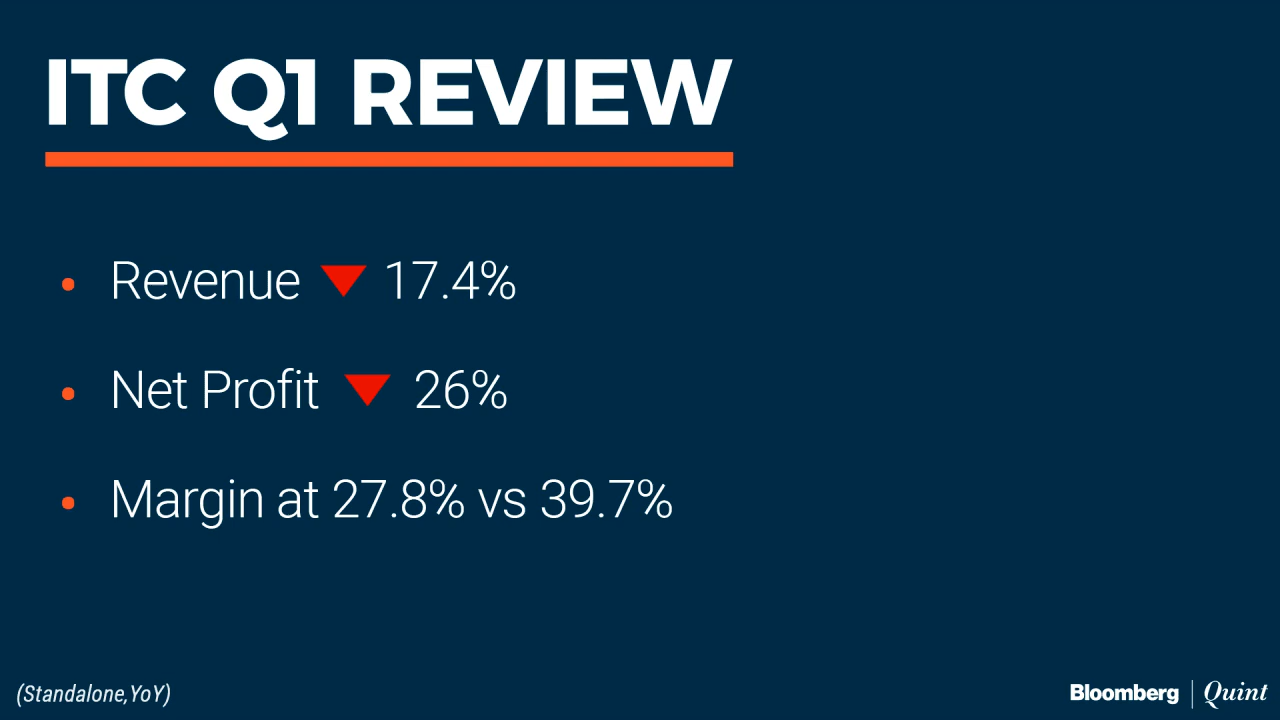 ITC Q1 REVIEW
• Revenue ▼ 17.4%
• Net Profit ▼ 26%
• Margin at 27.8% vs 39.7%
(Standalone,YoY)
Bloomberg | Quint